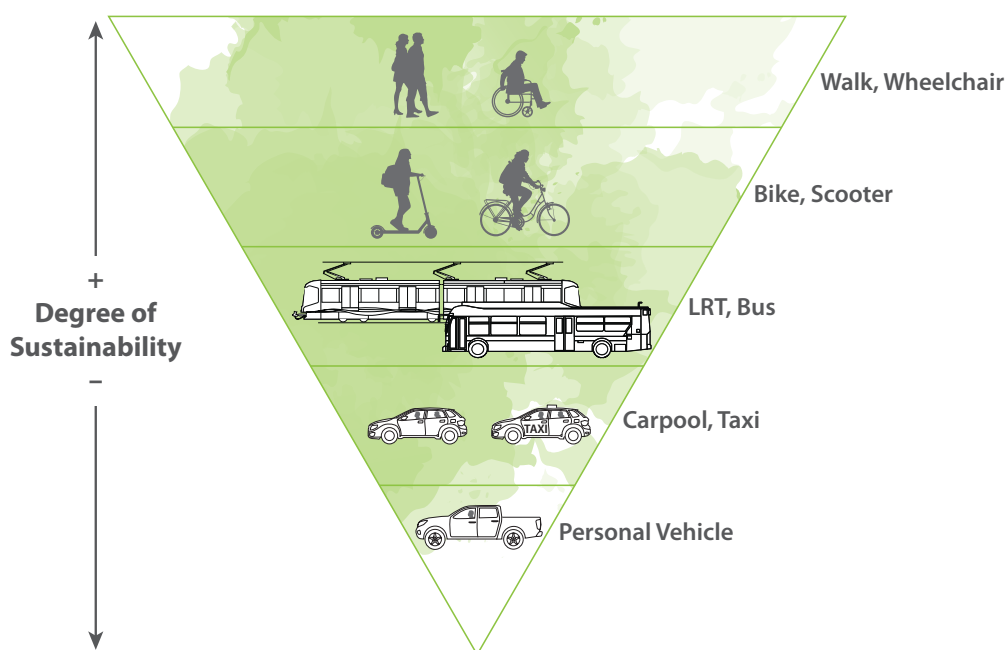 Walk, Wheelchair
Bike, Scooter
+
Degree of
Sustainability
–
LRT, Bus
TAXI
Carpool, Taxi
Personal Vehicle